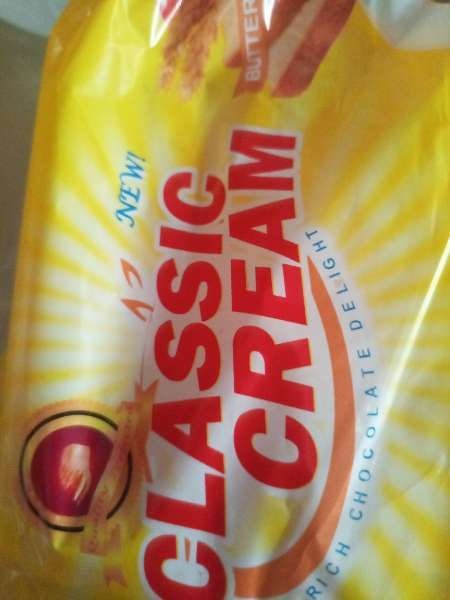 BUTTER
NEW!
CLASSIC
CREAM
RICH CHOCOLATE DELIGHT